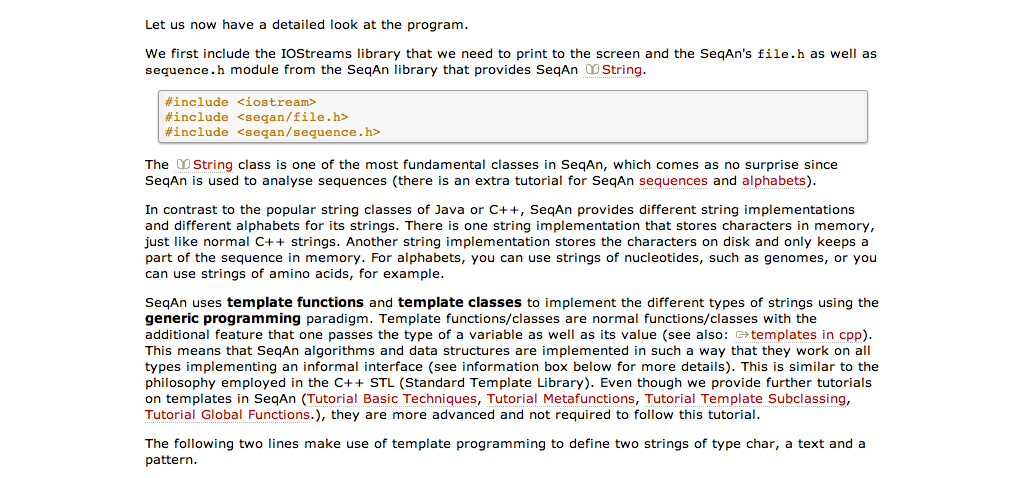 Let us now have a detailed look at the program.
We first include the IOStreams library that we need to print to the screen and the SeqAn's file.h as well as
sequence.h module from the SeqAn library that provides SeqAn String.
#include <iostream>
#include <seqan/file.h>
#include <seqan/sequence.h>
The String class is one of the most fundamental classes in SeqAn, which comes as no surprise since
SeqAn is used to analyse sequences (there is an extra tutorial for SeqAn sequences and alphabets).
In contrast to the popular string classes of Java or C++, SeqAn provides different string implementations
and different alphabets for its strings. There is one string implementation that stores characters in memory,
just like normal C++ strings. Another string implementation stores the characters on disk and only keeps a
part of the sequence in memory. For alphabets, you can use strings of nucleotides, such as genomes, or you
can use strings of amino acids, for example.
SeqAn uses template functions and template classes to implement the different types of strings using the
generic programming paradigm. Template functions/classes are normal functions/classes with the
additional feature that one passes the type of a variable as well as its value (see also: templates in cpp).
This means that SeqAn algorithms and data structures are implemented in such a way that they work on all
types implementing an informal interface (see information box below for more details). This is similar to the
philosophy employed in the C++ STL (Standard Template Library). Even though we provide further tutorials
on templates in SeqAn (Tutorial Basic Techniques, Tutorial Metafunctions, Tutorial Template Subclassing,
Tutorial Global Functions.), they are more advanced and not required to follow this tutorial.
The following two lines make use of template programming to define two strings of type char, a text and a
pattern.